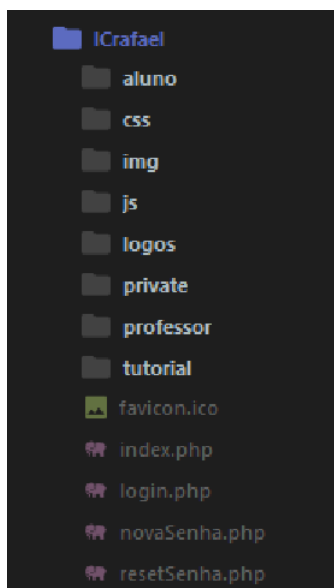 ICrafael
aluno
css
img
js
logos
private
professor
tutorial
favicon.ico
index.php
login.php
novaSenha.php
resetSenha.php